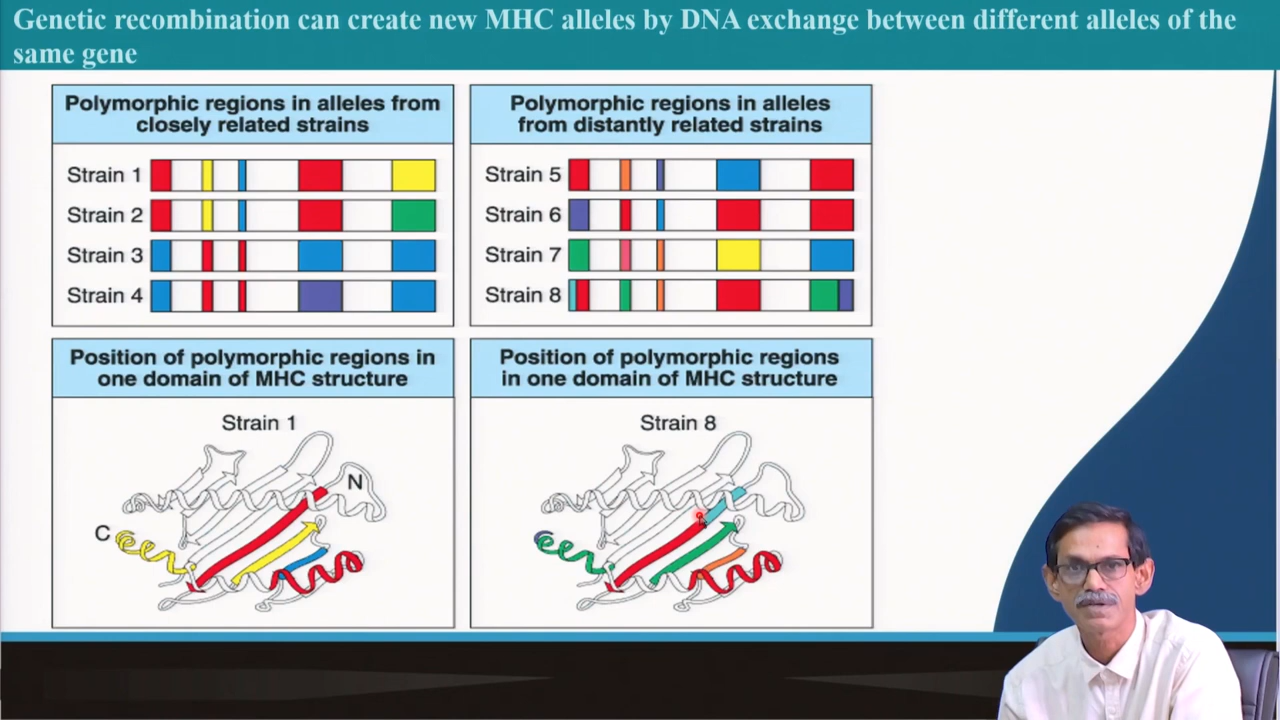 Genetic recombination can create new MHC alleles by DNA exchange between different alleles of the
same gene
Polymorphic regions in alleles from
closely related strains
Strain 1
Strain 2
Strain 3
Strain 4
Polymorphic regions in alleles
from distantly related strains
Strain 5
Strain 6
Strain 7
Strain 8
Position of polymorphic regions in
one domain of MHC structure
Strain 1
N
C
Position of polymorphic regions
in one domain of MHC structure
Strain 8